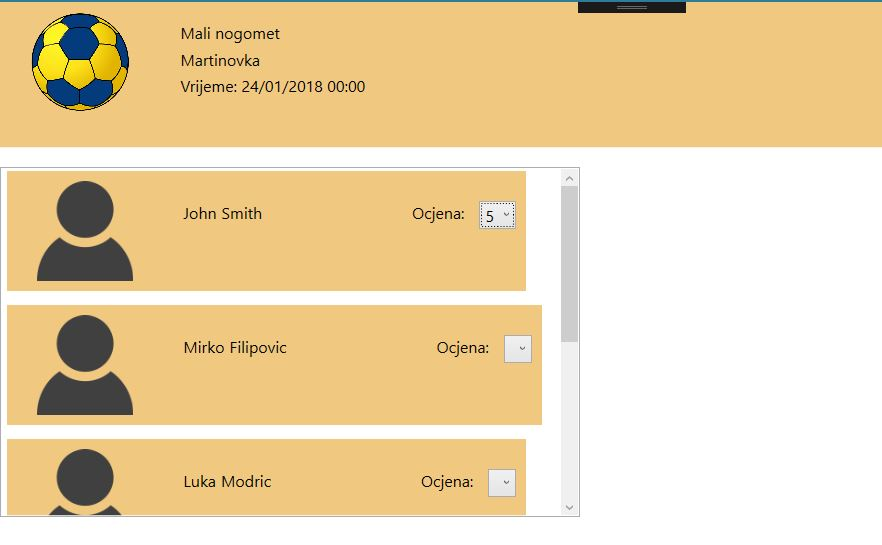 Mali nogomet
Martinovka
Vrijeme: 24/01/2018 00:00
John Smith Ocjena: 5
Mirko Filipovic Ocjena:
Luka Modric Ocjena: